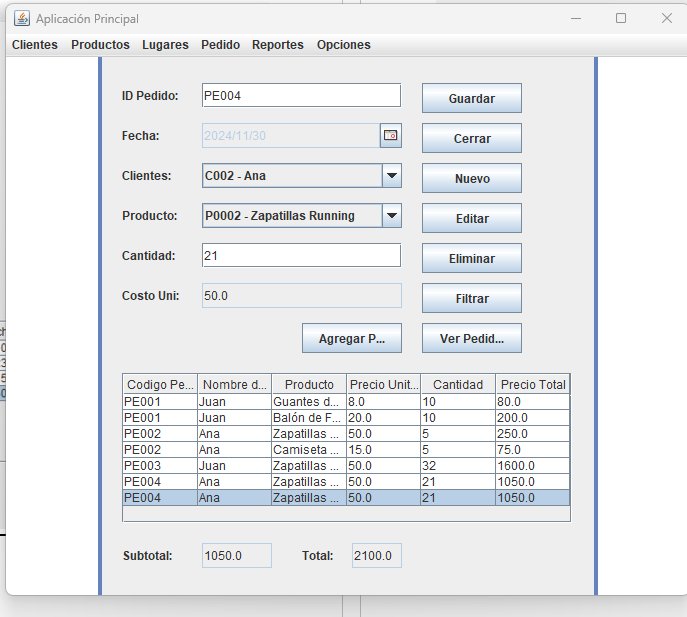 Aplicación Principal
Clientes Productos Lugares Pedido Reportes Opciones
ID Pedido: PE004 Guardar
Fecha: 2024/11/30 Cerrar
Clientes: C002 - Ana Nuevo
Producto: P0002 - Zapatillas Running Editar
Cantidad: 21 Eliminar
Costo Uni: 50.0 Filtrar
Agregar P... Ver Pedid...
Codigo Pe... Nombre d... Producto Precio Unit... Cantidad Precio Total
PE001 Juan Guantes d... 8.0 10 80.0
PE001 Juan Balón de F... 20.0 10 200.0
PE002 Ana Zapatillas ... 50.0 5 250.0
PE002 Ana Camiseta ... 15.0 5 75.0
PE003 Juan Zapatillas ... 50.0 32 1600.0
PE004 Ana Zapatillas ... 50.0 21 1050.0
PE004 Ana Zapatillas ... 50.0 21 1050.0
Subtotal: 1050.0 Total: 2100.0